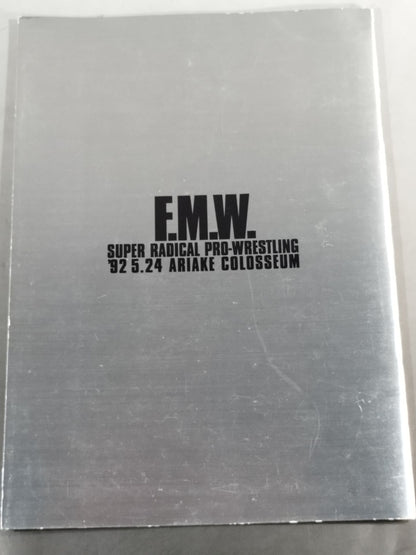 F.M.W.
SUPER RADICAL PRO-WRESTLING
'92 5.24 ARIAKE COLOSSEUM